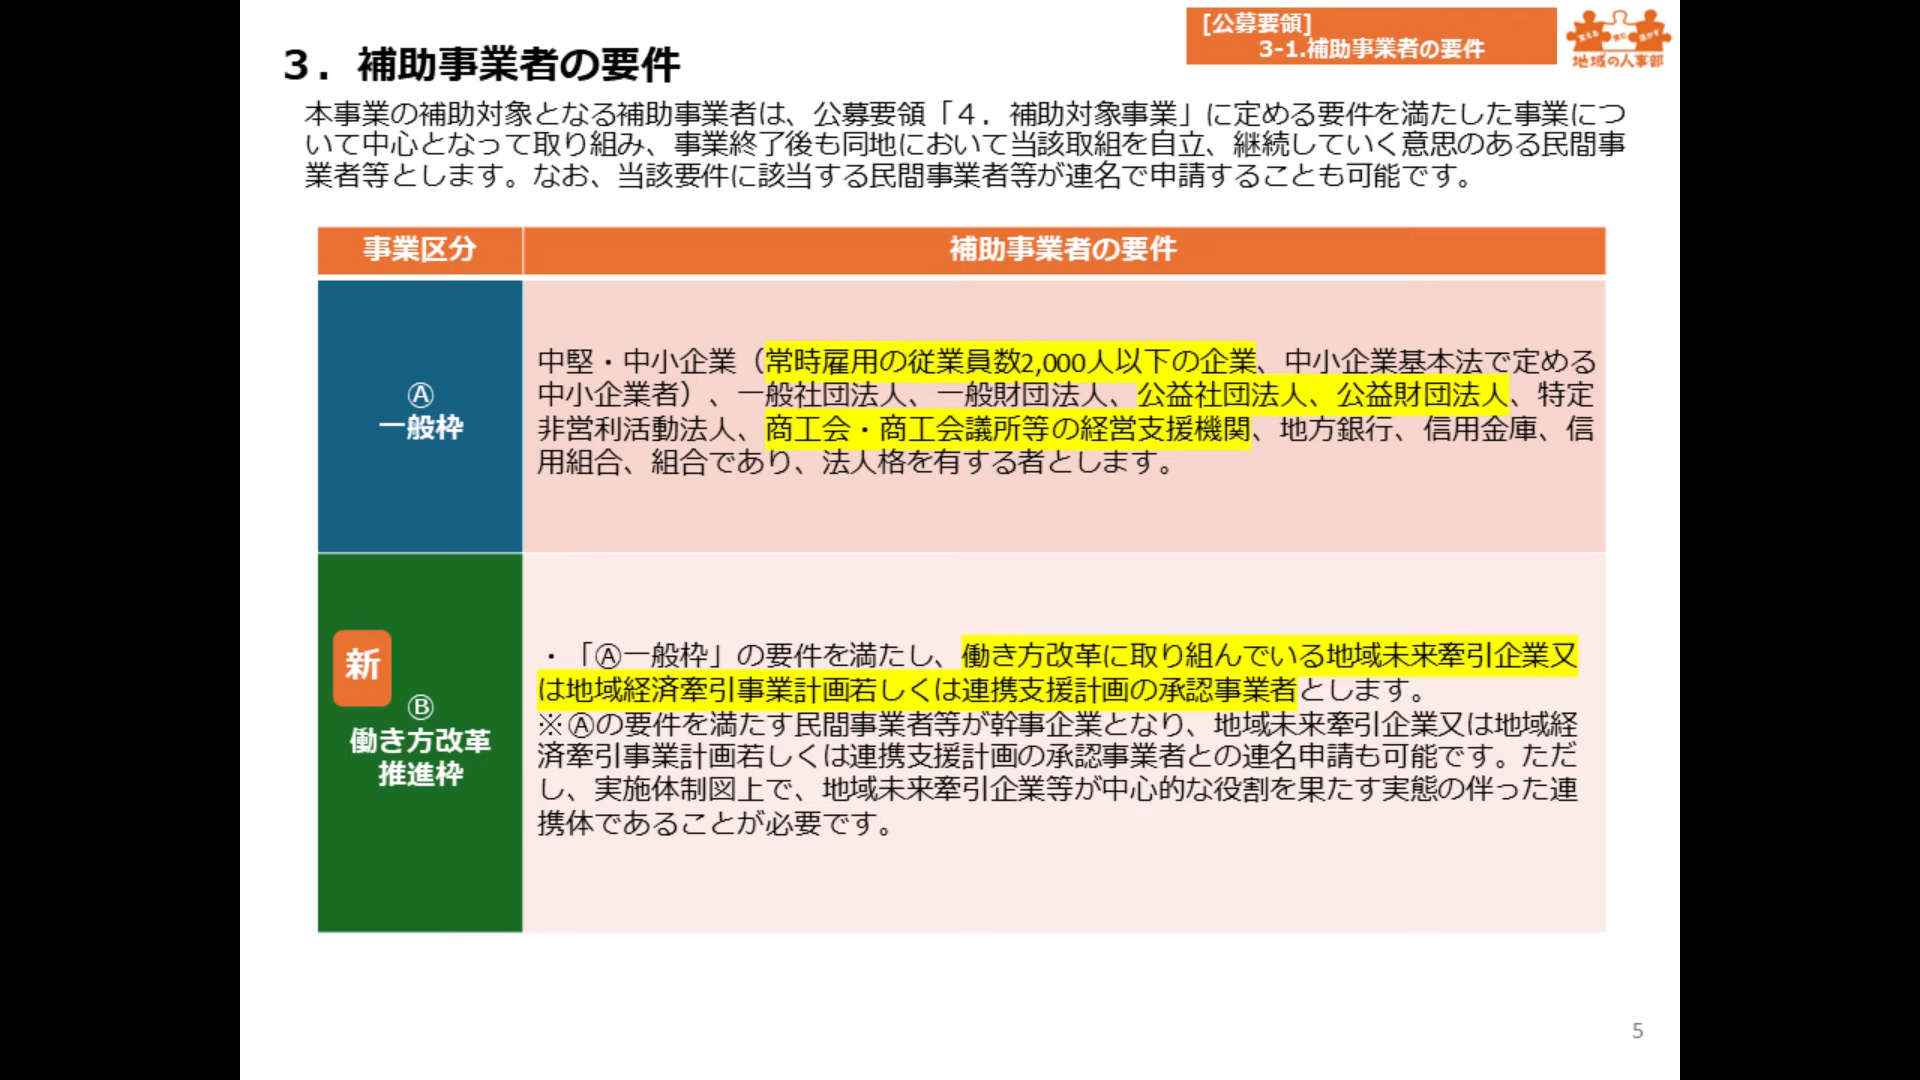 [公募要領]
3-1.補助事業者の要件
地域の人事部
３．補助事業者の要件
本事業の補助対象となる補助事業者は、公募要領「４．補助対象事業」に定める要件を満たした事業につ
いて中心となって取り組み、事業終了後も同地において当該取組を自立、継続していく意思のある民間事
業者等とします。なお、当該要件に該当する民間事業者等が連名で申請することも可能です。
事業区分
補助事業者の要件
Ⓐ
一般枠
中堅・中小企業（常時雇用の従業員数2,000人以下の企業、中小企業基本法で定める
中小企業者）、一般社団法人、一般財団法人、公益社団法人、公益財団法人、特定
非営利活動法人、商工会・商工会議所等の経営支援機関、地方銀行、信用金庫、信
用組合、組合であり、法人格を有する者とします。
新
Ⓑ
働き方改革
推進枠
・「Ⓐ一般枠」の要件を満たし、働き方改革に取り組んでいる地域未来牽引企業又
は地域経済牽引事業計画若しくは連携支援計画の承認事業者とします。
※Ⓐの要件を満たす民間事業者等が幹事企業となり、地域未来牽引企業又は地域経
済牽引事業計画若しくは連携支援計画の承認事業者との連名申請も可能です。ただ
し、実施体制図上で、地域未来牽引企業等が中心的な役割を果たす実態の伴った連
携体であることが必要です。
5